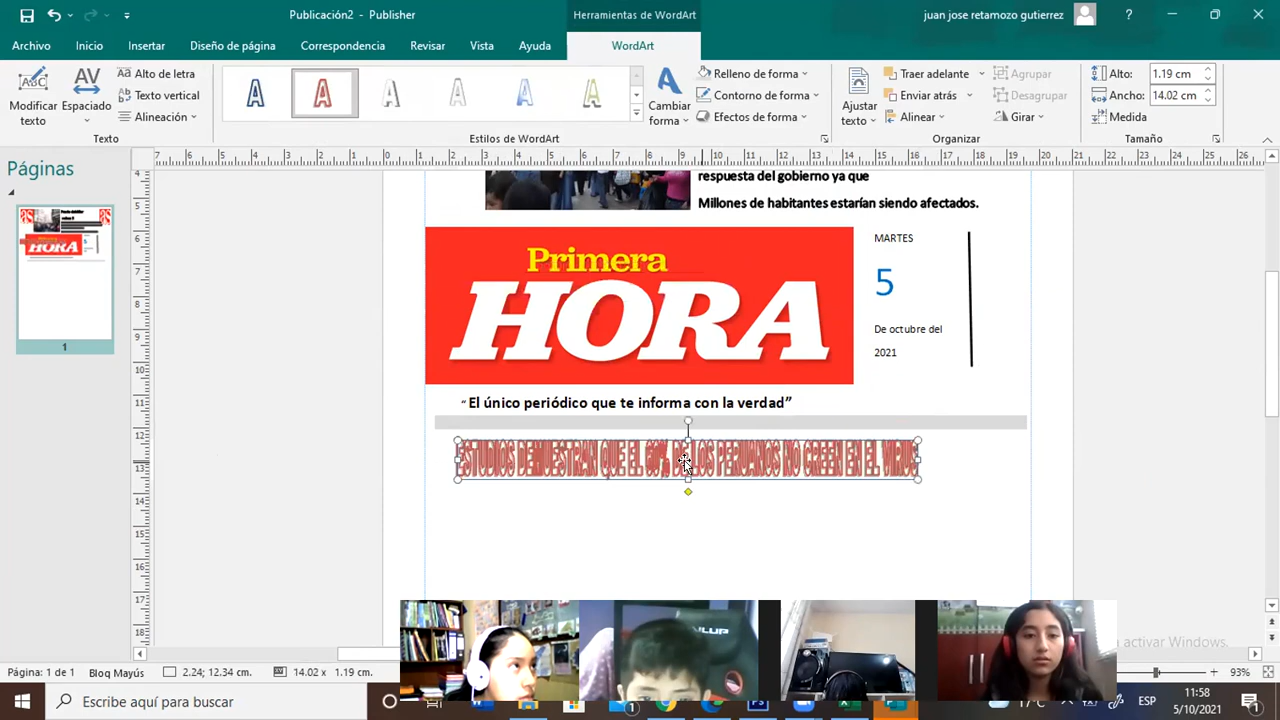 Publicación2 - Publisher
Herramientas de WordArt
juan jose retamozo gutierrez
?
Archivo
Inicio
Insertar
Diseño de página
Correspondencia
Revisar
Vista
Ayuda
WordArt
Modificar texto
Espaciado
Alto de letra
Texto vertical
Alineación
Texto
Estilos de WordArt
Cambiar forma
Relleno de forma
Contorno de forma
Efectos de forma
Ajustar texto
Traer adelante
Enviar atrás
Alinear
Agrupar
Desagrupar
Girar
Organizar
Alto: 1.19 cm
Ancho: 14.02 cm
Medida
Tamaño
Páginas
1
respuesta del gobierno ya que
Millones de habitantes estarían siendo afectados.
Primera
HORA
MARTES
5
De octubre del
2021
“ El único periódico que te informa con la verdad”
ESTUDIOS DEMUESTRAN QUE EL 60% DE LOS PERUANOS NO CREEN EN EL VIRUS
activar Windows.
Página: 1 de 1
Bloq Mayús
2.24; 12.34 cm.
14.02 x 1.19 cm.
93%
Escribe aquí para buscar
ESP
11:58
5/10/2021